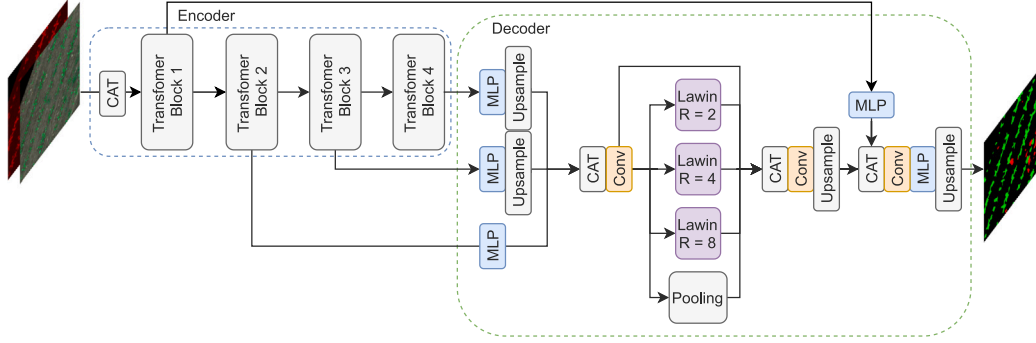 Encoder
CAT
Transfomer
Block 1
Transfomer
Block 2
Transfomer
Block 3
Transfomer
Block 4
Decoder
MLP
Upsample
MLP
Upsample
MLP
CAT
Conv
Lawin
R = 2
Lawin
R = 4
Lawin
R = 8
Pooling
CAT
Conv
Upsample
MLP
CAT
Conv
MLP
Upsample